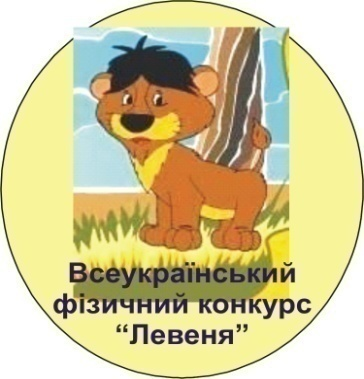 Всеукраїнський
фізичний конкурс
“Левеня”